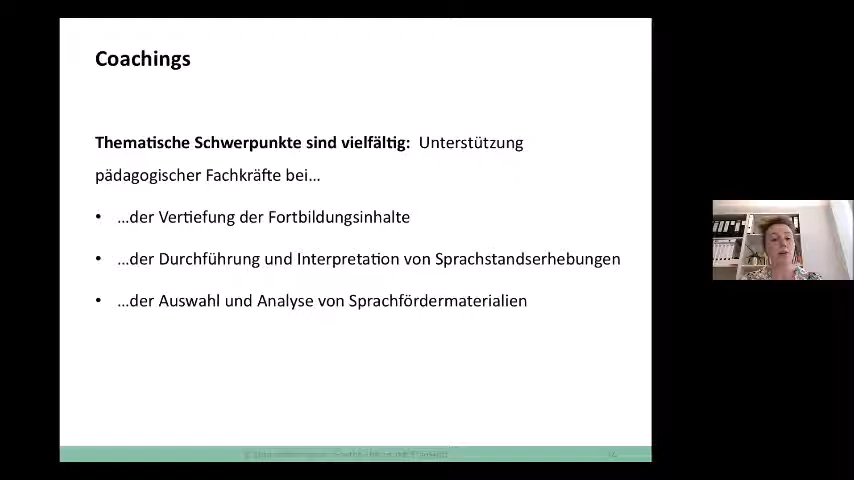 Coachings
Thematische Schwerpunkte sind vielfältig: Unterstützung
pädagogischer Fachkräfte bei…
• …der Vertiefung der Fortbildungsinhalte
• …der Durchführung und Interpretation von Sprachstandserhebungen
• …der Auswahl und Analyse von Sprachfördermaterialien